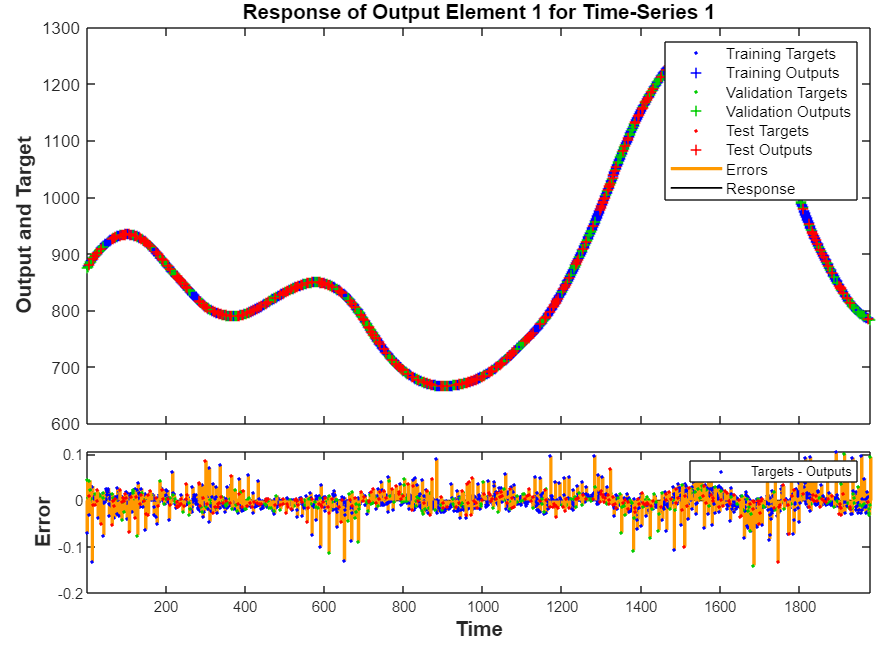 Response of Output Element 1 for Time-Series 1
1300
1200
1100
1000
900
800
700
600
Output and Target
Training Targets
Training Outputs
Validation Targets
Validation Outputs
Test Targets
Test Outputs
Errors
Response
0.1
0
-0.1
-0.2
Error
Targets - Outputs
200 400 600 800 1000 1200 1400 1600 1800
Time